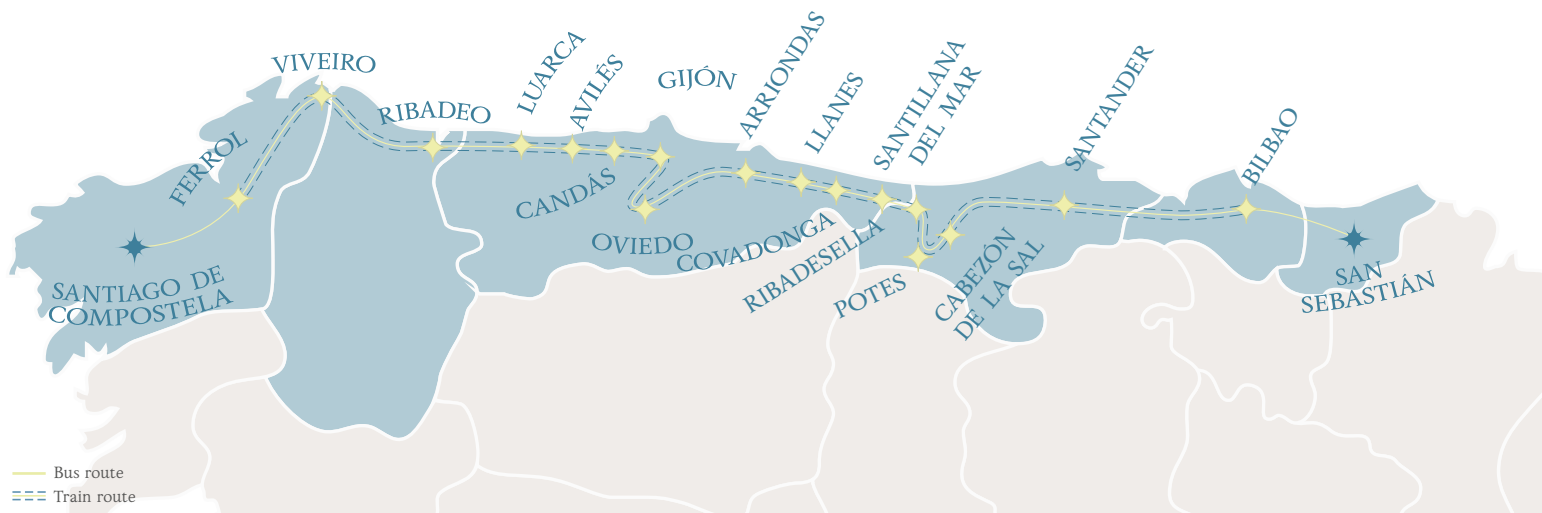 VIVEIRO
RIBADEO
LUARCA
AVILÉS
GIJÓN
ARRIONDAS
LLANES
SANTILLANA
DEL MAR
SANTANDER
BILBAO
FERROL
CANDÁS
OVIEDO
COVADONGA
RIBADESELLA
POTES
CABEZÓN
DE LA SAL
SANTIAGO DE
COMPOSTELA
SAN
SEBASTIÁN
Bus route
Train route